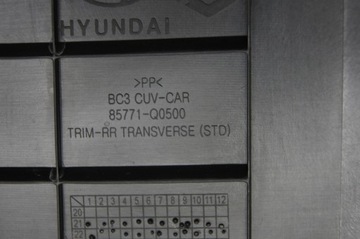 HYUNDAI
>PP<
BC3 CUV-CAR
85771-Q0500
TRIM-RR TRANSVERSE (STD)
1 2 3 4 5 6 7 8 9 10 11 12
20
21
22